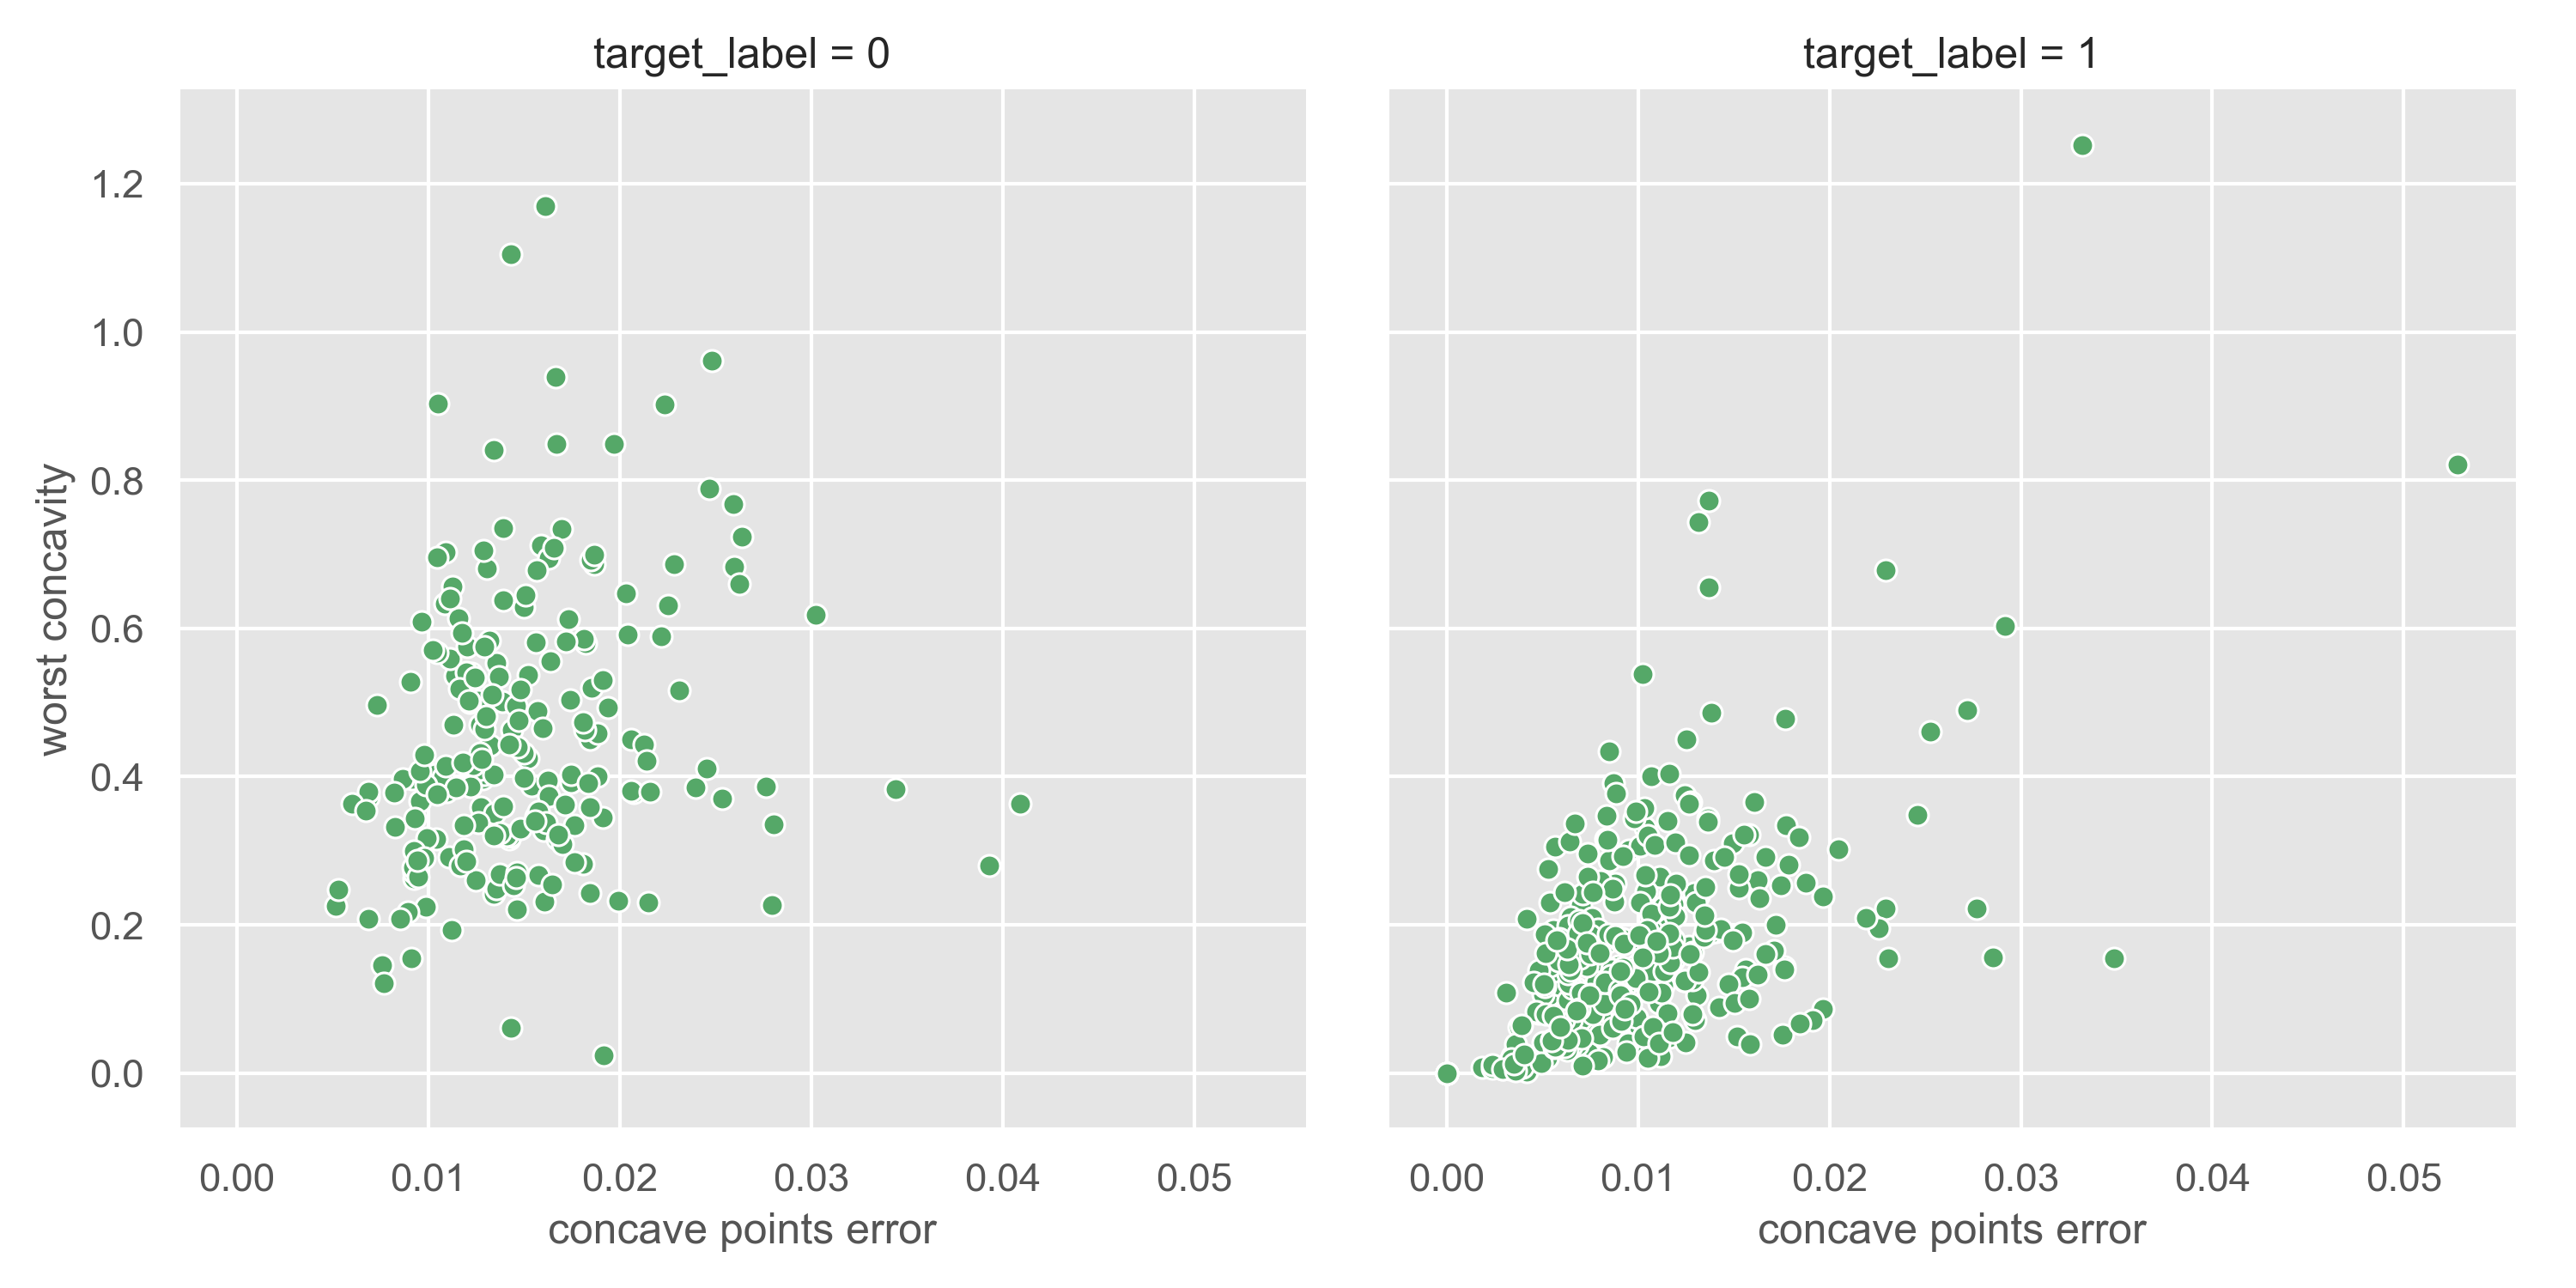 target_label = 0
target_label = 1
worst concavity
1.2
1.0
0.8
0.6
0.4
0.2
0.0
0.00 0.01 0.02 0.03 0.04 0.05
0.00 0.01 0.02 0.03 0.04 0.05
concave points error
concave points error